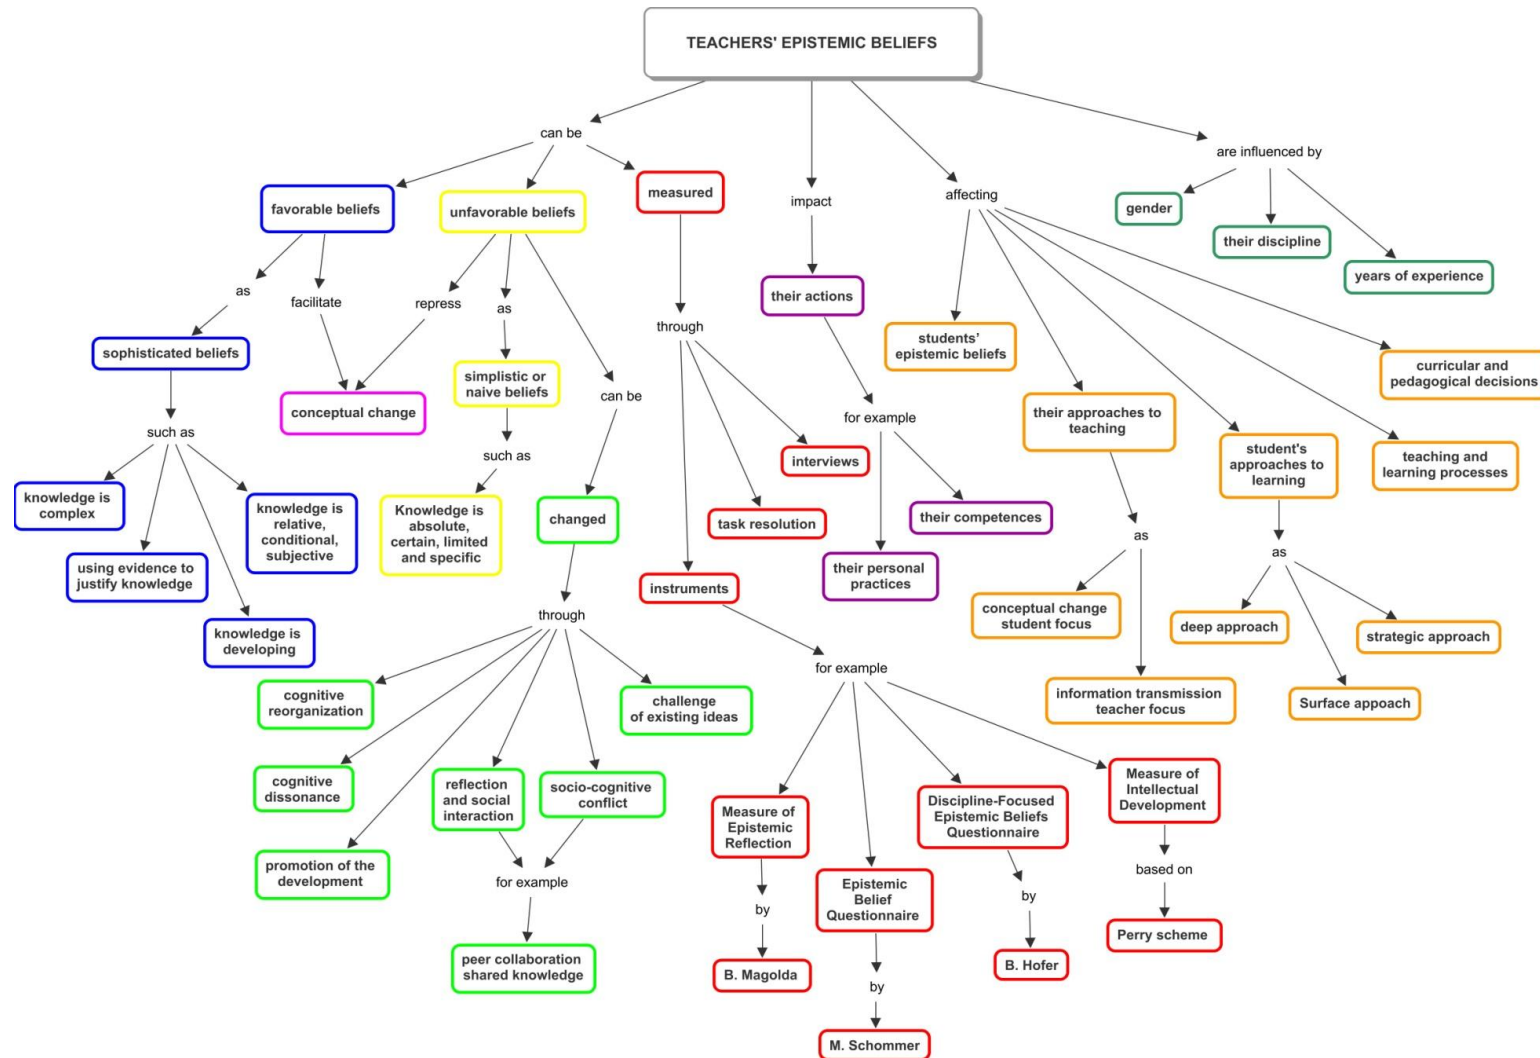 TEACHERS' EPISTEMIC BELIEFS
can be
are influenced by
favorable beliefs
unfavorable beliefs
measured
impact
affecting
gender
their discipline
years of experience
as
facilitate
repress
as
their actions
through
students'
epistemic beliefs
sophisticated beliefs
simplistic or
naive beliefs
can be
conceptual change
for example
their approaches to
teaching
curricular and
pedagogical decisions
such as
such as
interviews
student's
approaches to
learning
teaching and
learning processes
knowledge is
complex
knowledge is
relative,
conditional,
subjective
Knowledge is
absolute,
certain, limited
and specific
changed
task resolution
their competences
as
as
using evidence to
justify knowledge
instruments
their personal
practices
conceptual change
student focus
deep approach
strategic approach
knowledge is
developing
through
for example
information transmission
teacher focus
Surface appoach
cognitive
reorganization
challenge
of existing ideas
cognitive
dissonance
reflection
and social
interaction
socio-cognitive
conflict
Measure of
Epistemic
Reflection
Discipline-Focused
Epistemic Beliefs
Questionnaire
Measure of
Intellectual
Development
promotion of the
development
for example
Epistemic
Belief
Questionnaire
based on
by
by
Perry scheme
peer collaboration
shared knowledge
B. Magolda
B. Hofer
by
M. Schommer